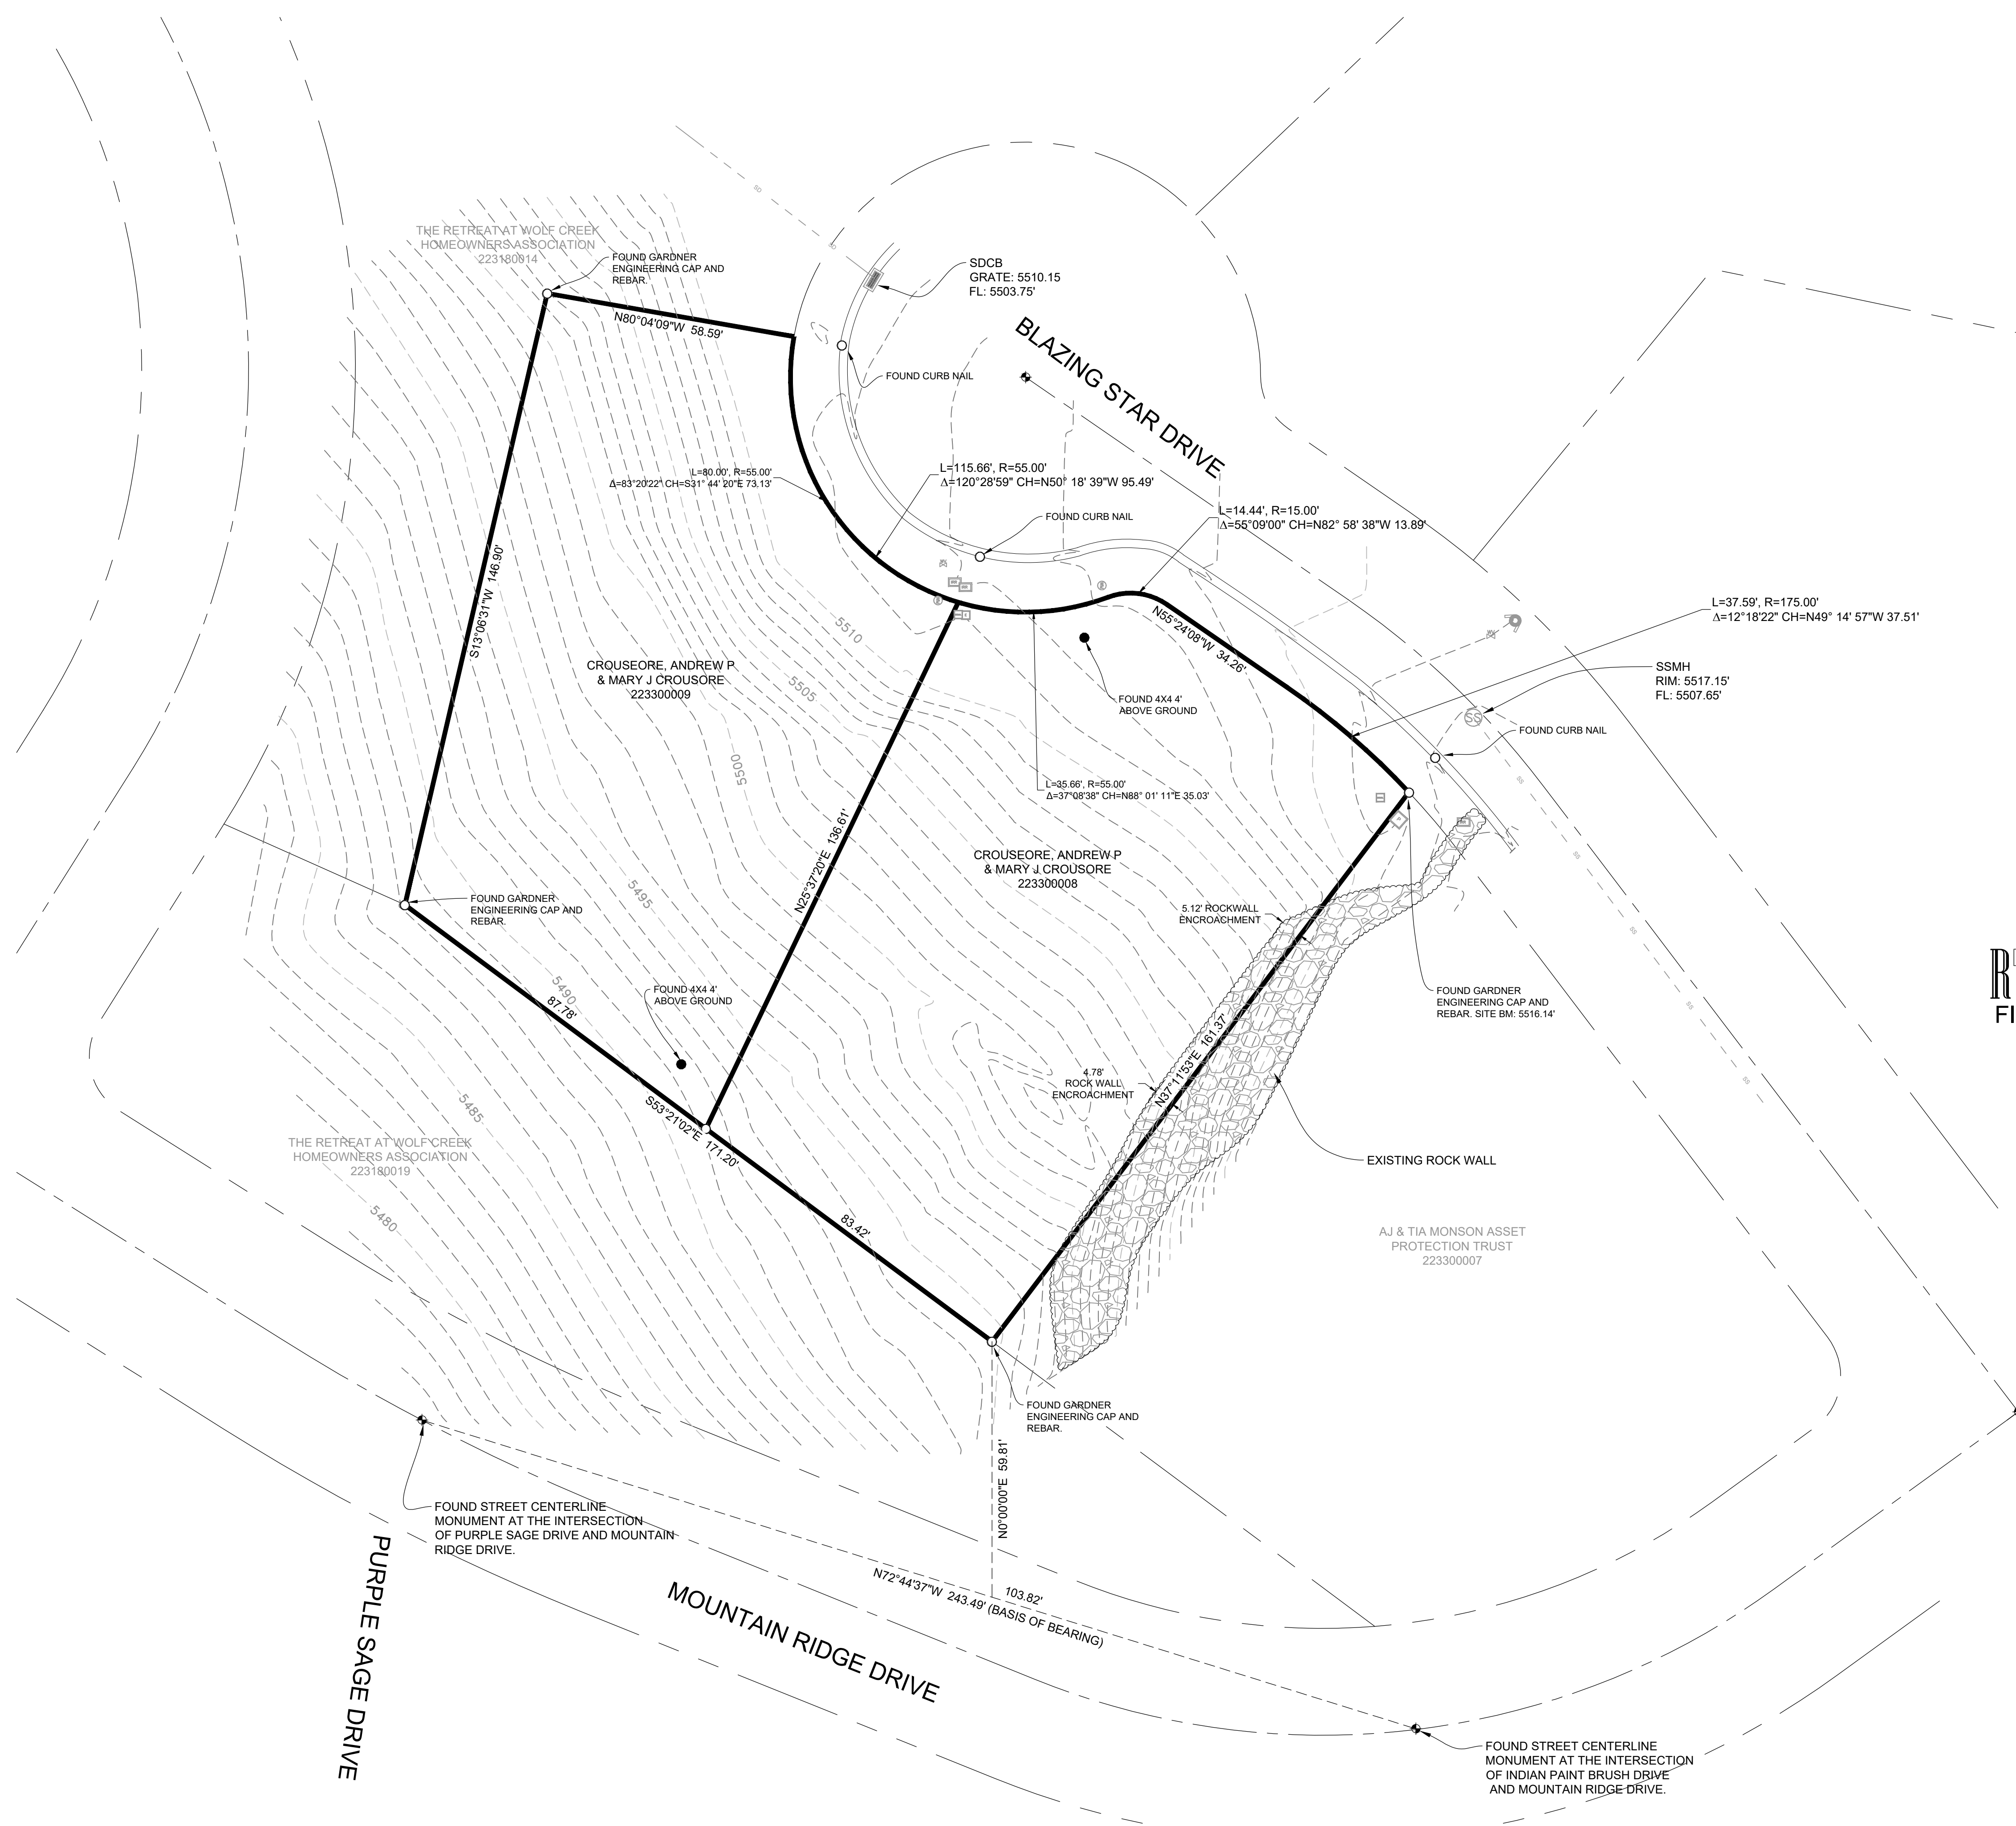 THE RETREAT AT WOLF CREEK
HOMEOWNERS ASSOCIATION
223180014
FOUND GARDNER
ENGINEERING CAP AND
REBAR.
SD
SD
SDCB
GRATE: 5510.15
FL: 5503.75'
N80°04'09"W 58.59'
BLAZING STAR DRIVE
FOUND CURB NAIL
L=80.00', R=55.00'
Δ=83°20'22" CH=S31° 44' 20"E 73.13'
L=115.66', R=55.00'
Δ=120°28'59" CH=N50° 18' 39"W 95.49'
FOUND CURB NAIL
L=14.44', R=15.00'
Δ=55°09'00" CH=N82° 58' 38"W 13.89'
S13°06'31"W 146.90'
N55°24'08"W 34.26'
L=37.59', R=175.00'
Δ=12°18'22" CH=N49° 14' 57"W 37.51'
5510
CROUSEORE, ANDREW P
& MARY J CROUSORE
223300009
5505
FOUND 4X4 4'
ABOVE GROUND
SSMH
RIM: 5517.15'
FL: 5507.65'
SS
FOUND CURB NAIL
5500
L=35.66', R=55.00'
Δ=37°08'38" CH=N88° 01' 11"E 35.03'
SS
N25°37'20"E 136.61'
CROUSEORE, ANDREW P
& MARY J CROUSORE
223300008
SS
5495
FOUND GARDNER
ENGINEERING CAP AND
REBAR.
5.12' ROCKWALL
ENCROACHMENT
SS
5490
87.78'
FOUND 4X4 4'
ABOVE GROUND
FOUND GARDNER
ENGINEERING CAP AND
REBAR. SITE BM: 5516.14'
SS
R
FI
N37°11'53"E 161.37'
4.78'
ROCK WALL
ENCROACHMENT
SS
5485
S53°21'02"E 171.20'
THE RETREAT AT WOLF CREEK
HOMEOWNERS ASSOCIATION
223180019
EXISTING ROCK WALL
5480
83.42'
AJ & TIA MONSON ASSET
PROTECTION TRUST
223300007
FOUND GARDNER
ENGINEERING CAP AND
REBAR.
N0°00'00"E 59.81'
FOUND STREET CENTERLINE
MONUMENT AT THE INTERSECTION
OF PURPLE SAGE DRIVE AND MOUNTAIN
RIDGE DRIVE.
PURPLE SAGE DRIVE
MOUNTAIN RIDGE DRIVE
103.82'
N72°44'37"W 243.49' (BASIS OF BEARING)
FOUND STREET CENTERLINE
MONUMENT AT THE INTERSECTION
OF INDIAN PAINT BRUSH DRIVE
AND MOUNTAIN RIDGE DRIVE.